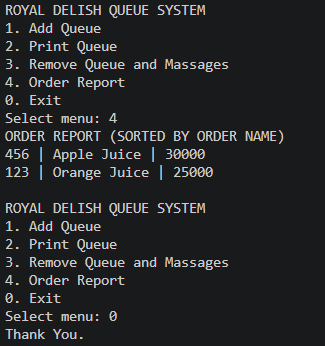 ROYAL DELISH QUEUE SYSTEM
1. Add Queue
2. Print Queue
3. Remove Queue and Massages
4. Order Report
0. Exit
Select menu: 4
ORDER REPORT (SORTED BY ORDER NAME)
456 | Apple Juice | 30000
123 | Orange Juice | 25000

ROYAL DELISH QUEUE SYSTEM
1. Add Queue
2. Print Queue
3. Remove Queue and Massages
4. Order Report
0. Exit
Select menu: 0
Thank You.